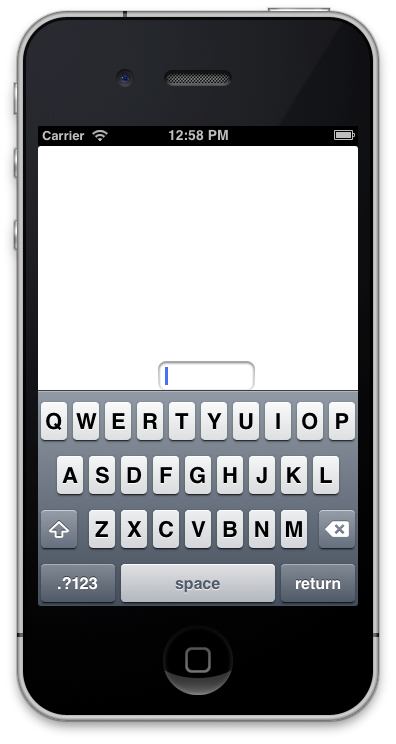 Carrier 12:58 PM
Q W E R T Y U I O P
A S D F G H J K L
Z X C V B N M
.?123 space return